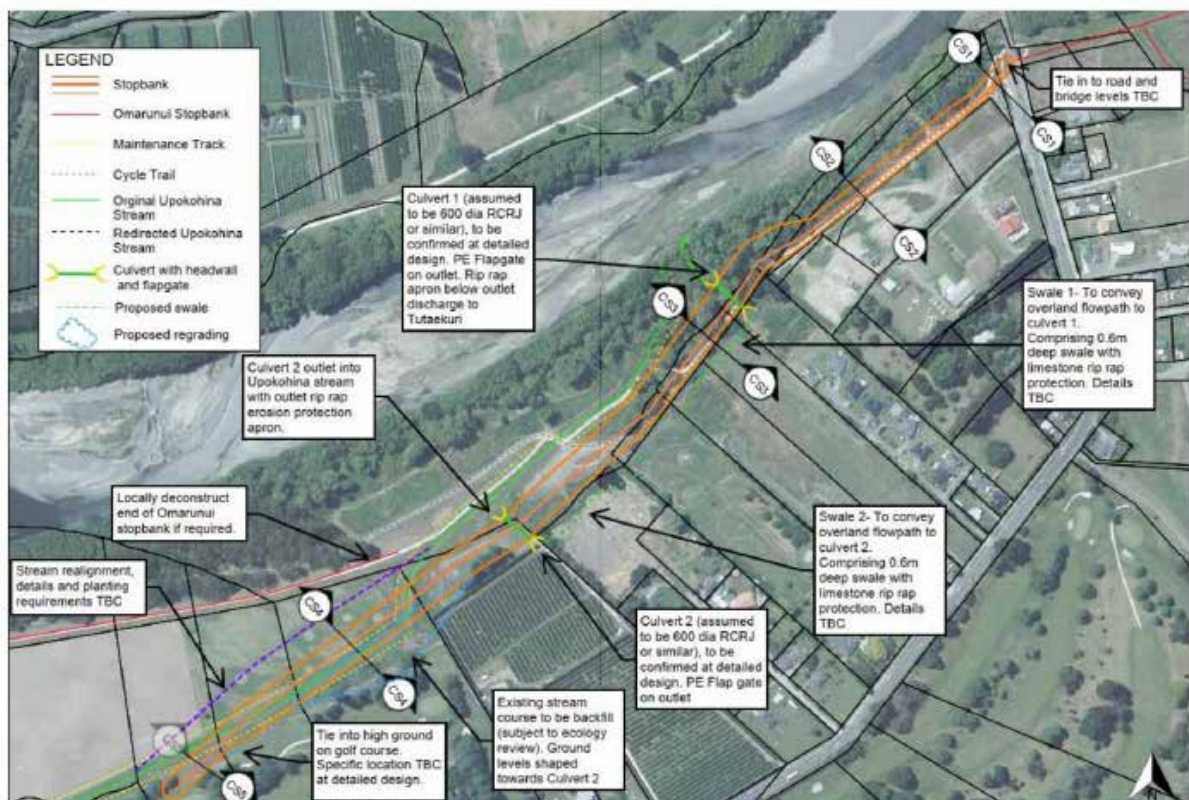 LEGEND
Stopbank
Omarunui Stopbank
Maintenance Track
Cycle Trail
Orginal Upokohina
Stream
Redirected Upokohina
Stream
Culvert with headwall
and flapgate
Proposed swale
Proposed regrading
Culvert 1 (assumed
to be 600 dia RCRJ
or similar), to be
confirmed at detailed
design. PE Flapgate
on outlet. Rip rap
apron below outlet
discharge to
Tutaekuri
CS1
CS1
Tie in to road and
bridge levels TBC
CS2
CS2
CS3
CS3
Swale 1- To convey
overland flowpath to
culvert 1.
Comprising 0.6m
deep swale with
limestone rip rap
protection. Details
TBC
Culvert 2 outlet into
Upokohina stream
with outlet rip rap
erosion protection
apron.
Locally deconstruct
end of Omarunui
stopbank if required.
Stream realignment,
details and planting
requirements TBC
Swale 2- To convey
overland flowpath to
culvert 2.
Comprising 0.6m
deep swale with
limestone rip rap
protection. Details
TBC
CS4
CS4
Culvert 2 (assumed
to be 600 dia RCRJ
or similar), to be
confirmed at detailed
design. PE Flap gate
on outlet
Existing stream
course to be backfill
(subject to ecology
review). Ground
levels shaped
towards Culvert 2
Tie into high ground
on golf course.
Specific location TBC
at detailed design.
CS5